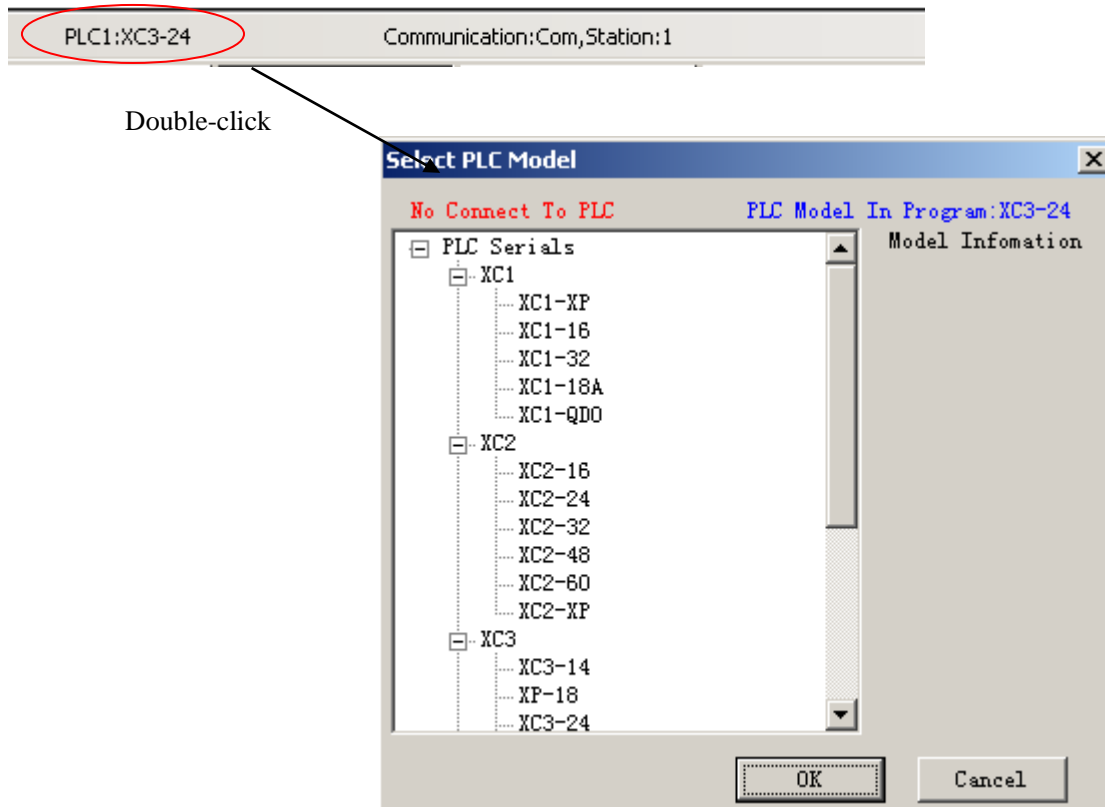 PLC1:XC3-24 Communication:Com,Station:1
Double-click
Select PLC Model
No Connect To PLC PLC Model In Program:XC3-24
PLC Serials Model Infomation
XC1
XC1-XP
XC1-16
XC1-32
XC1-18A
XC1-QD0
XC2
XC2-16
XC2-24
XC2-32
XC2-48
XC2-60
XC2-XP
XC3
XC3-14
XP-18
XC3-24
OK Cancel